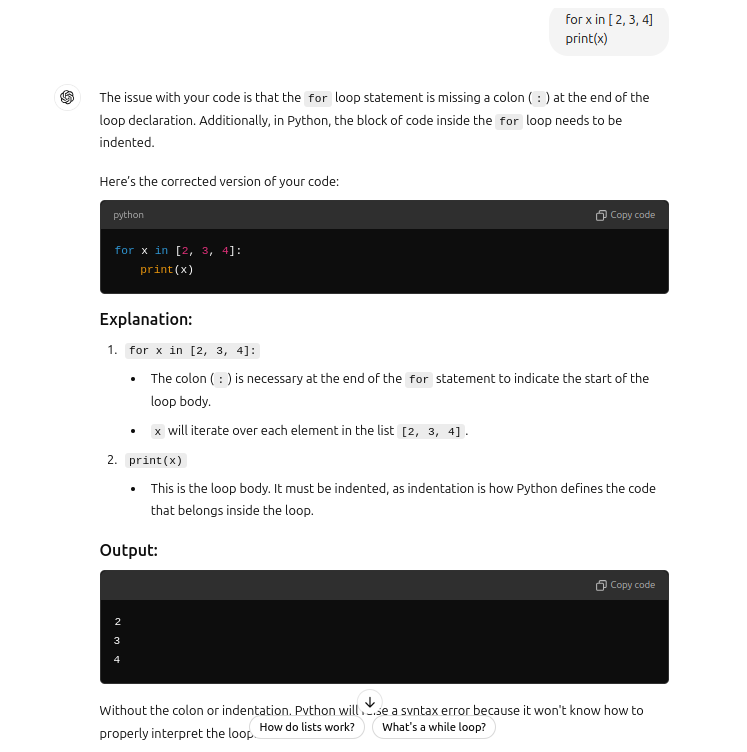 for x in [ 2, 3, 4]
print(x)
The issue with your code is that the for loop statement is missing a colon ( : ) at the end of the
loop declaration. Additionally, in Python, the block of code inside the for loop needs to be
indented.
Here's the corrected version of your code:
python
Copy code
for x in [2, 3, 4]:
    print(x)
Explanation:
1. for x in [2, 3, 4]:
• The colon ( : ) is necessary at the end of the for statement to indicate the start of the
loop body.
• x will iterate over each element in the list [2, 3, 4] .
2. print(x)
• This is the loop body. It must be indented, as indentation is how Python defines the code
that belongs inside the loop.
Output:
Copy code
2
3
4
Without the colon or indentation, Python will se a syntax error because it won't know how to
properly interpret the loop.
How do lists work?
What's a while loop?